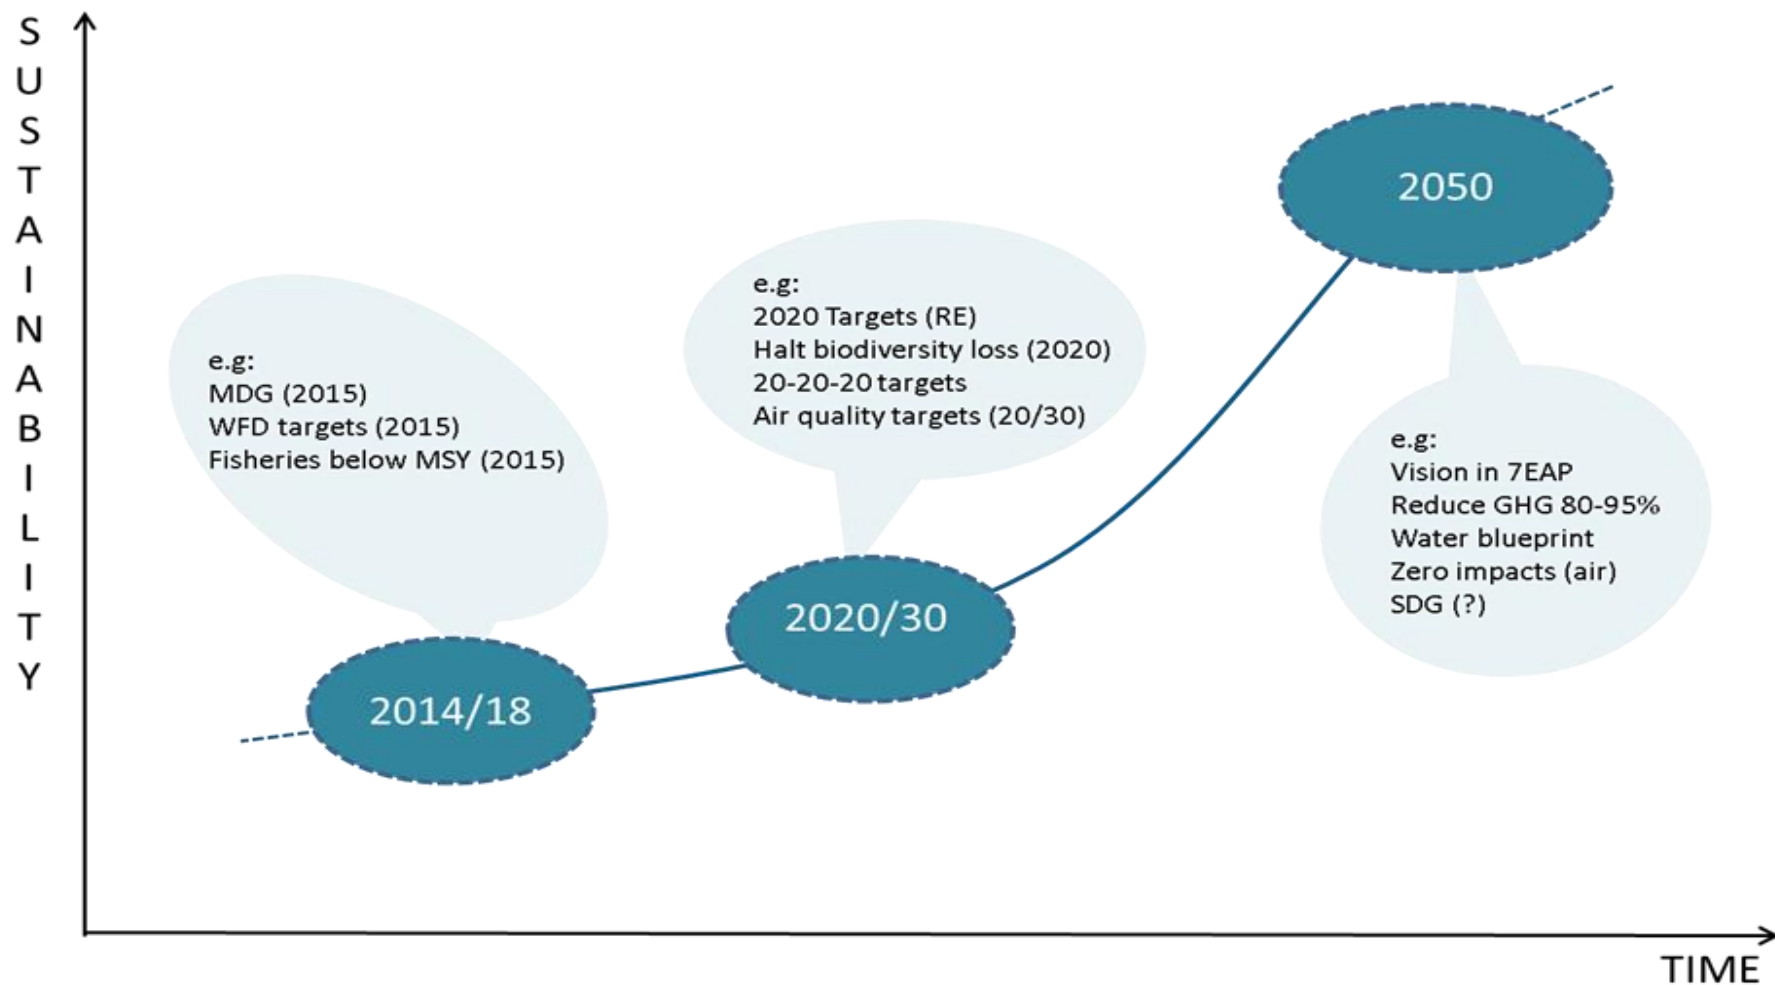 SUSTAINABILITY
e.g:
MDG (2015)
WFD targets (2015)
Fisheries below MSY (2015)
2014/18
e.g:
2020 Targets (RE)
Halt biodiversity loss (2020)
20-20-20 targets
Air quality targets (20/30)
2020/30
2050
e.g:
Vision in 7EAP
Reduce GHG 80-95%
Water blueprint
Zero impacts (air)
SDG (?)
TIME